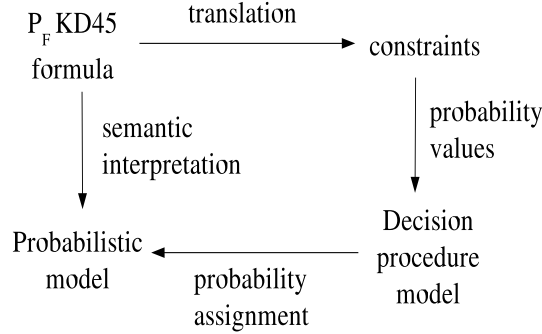 translation
P_F KD45
formula
constraints
semantic
interpretation
probability
values
Probabilistic
model
Decision
procedure
model
probability
assignment